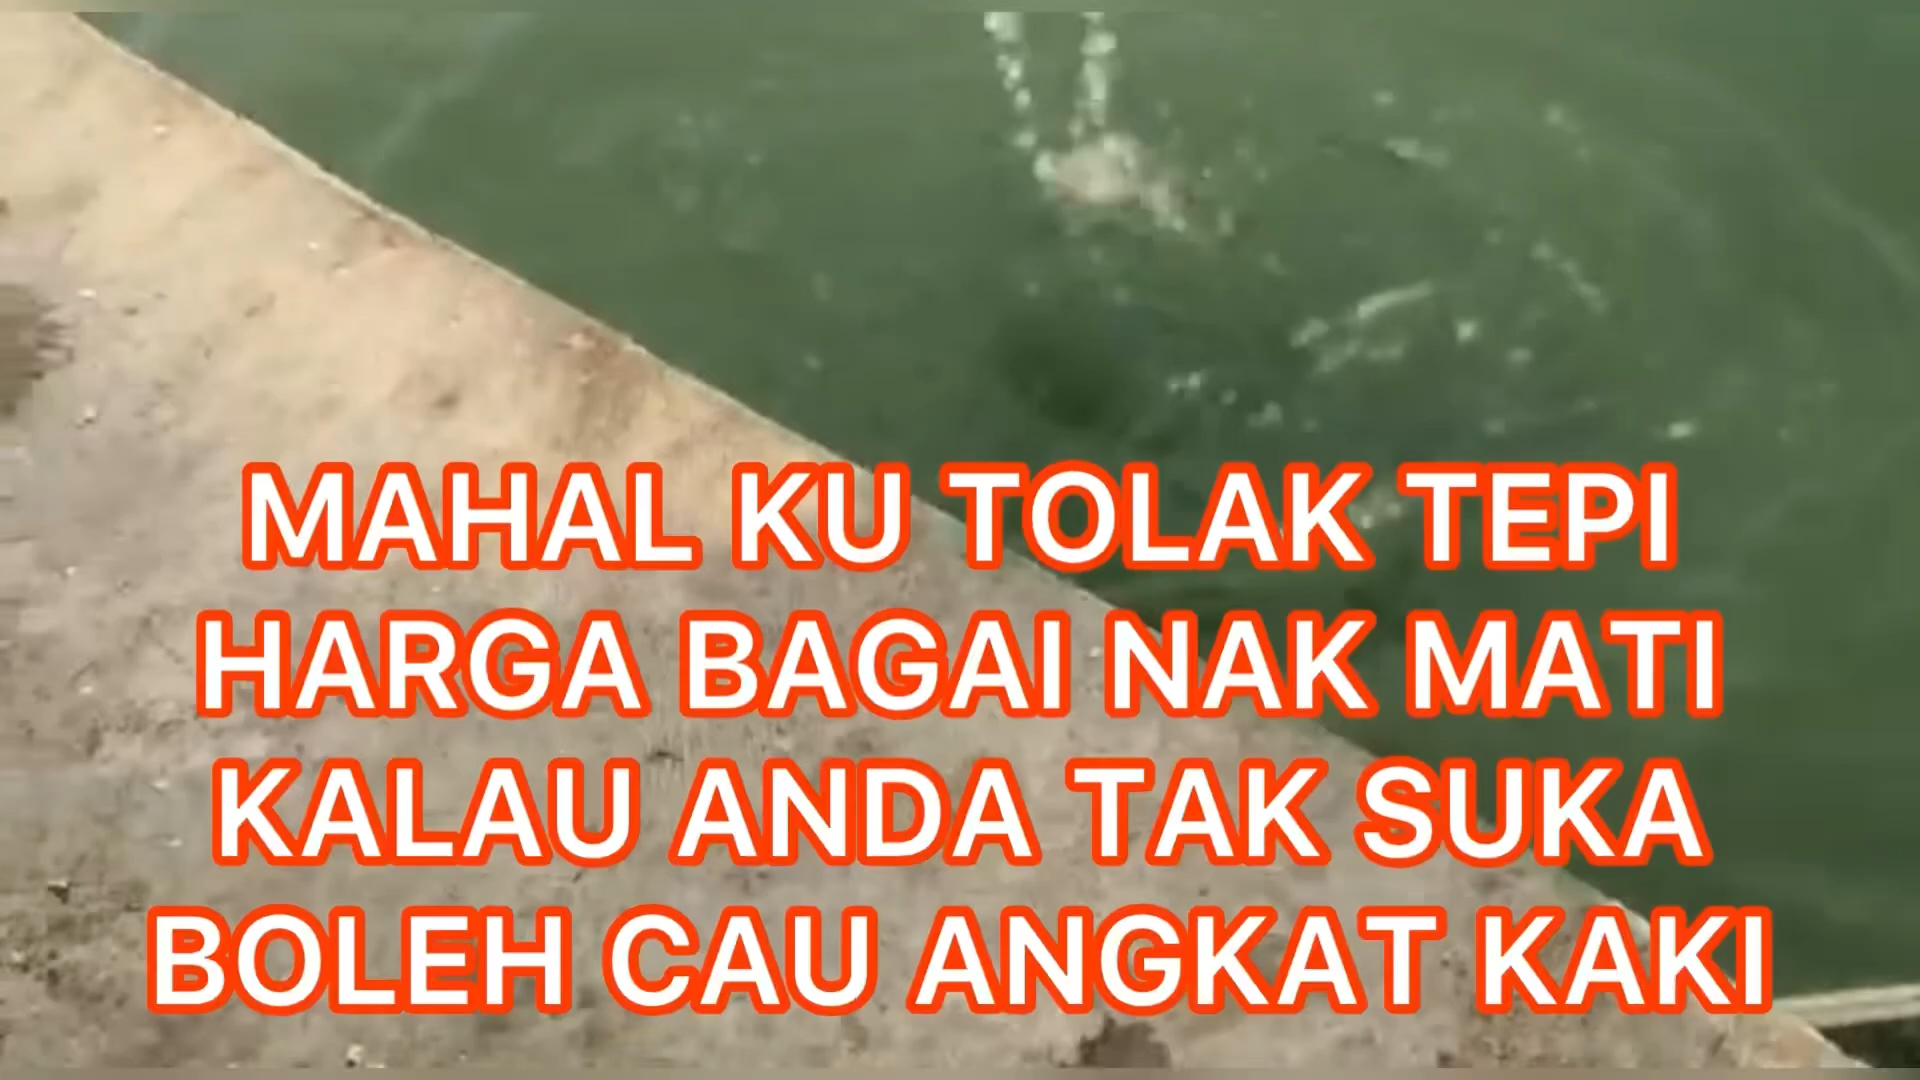 MAHAL KU TOLAK TEPI
HARGA BAGAI NAK MATI
KALAU ANDA TAK SUKA
BOLEH CAU ANGKAT KAKI